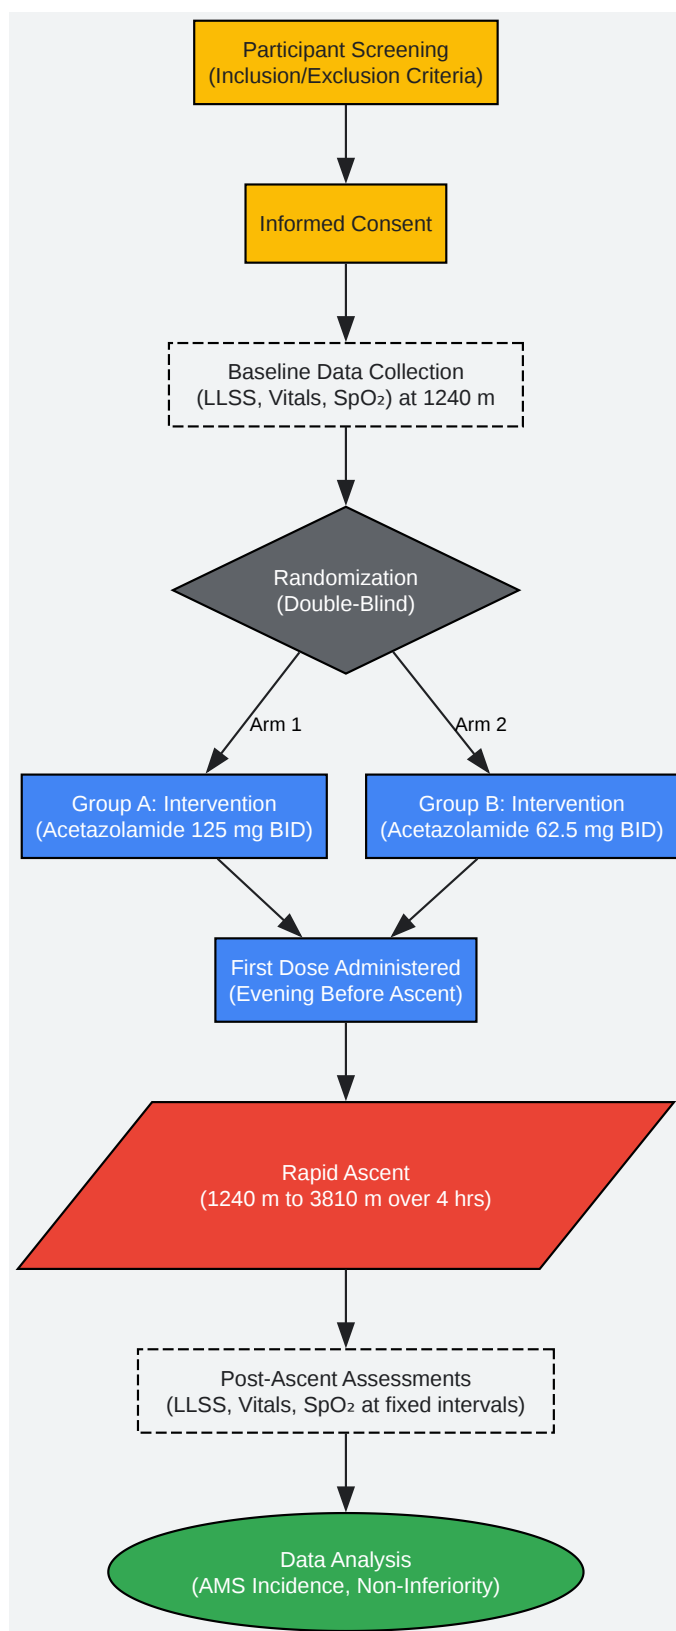 Participant Screening
(Inclusion/Exclusion Criteria)
Informed Consent
Baseline Data Collection
(LLSS, Vitals, SpO₂) at 1240 m
Randomization
(Double-Blind)
Arm 1
Arm 2
Group A: Intervention
(Acetazolamide 125 mg BID)
Group B: Intervention
(Acetazolamide 62.5 mg BID)
First Dose Administered
(Evening Before Ascent)
Rapid Ascent
(1240 m to 3810 m over 4 hrs)
Post-Ascent Assessments
(LLSS, Vitals, SpO₂ at fixed intervals)
Data Analysis
(AMS Incidence, Non-Inferiority)